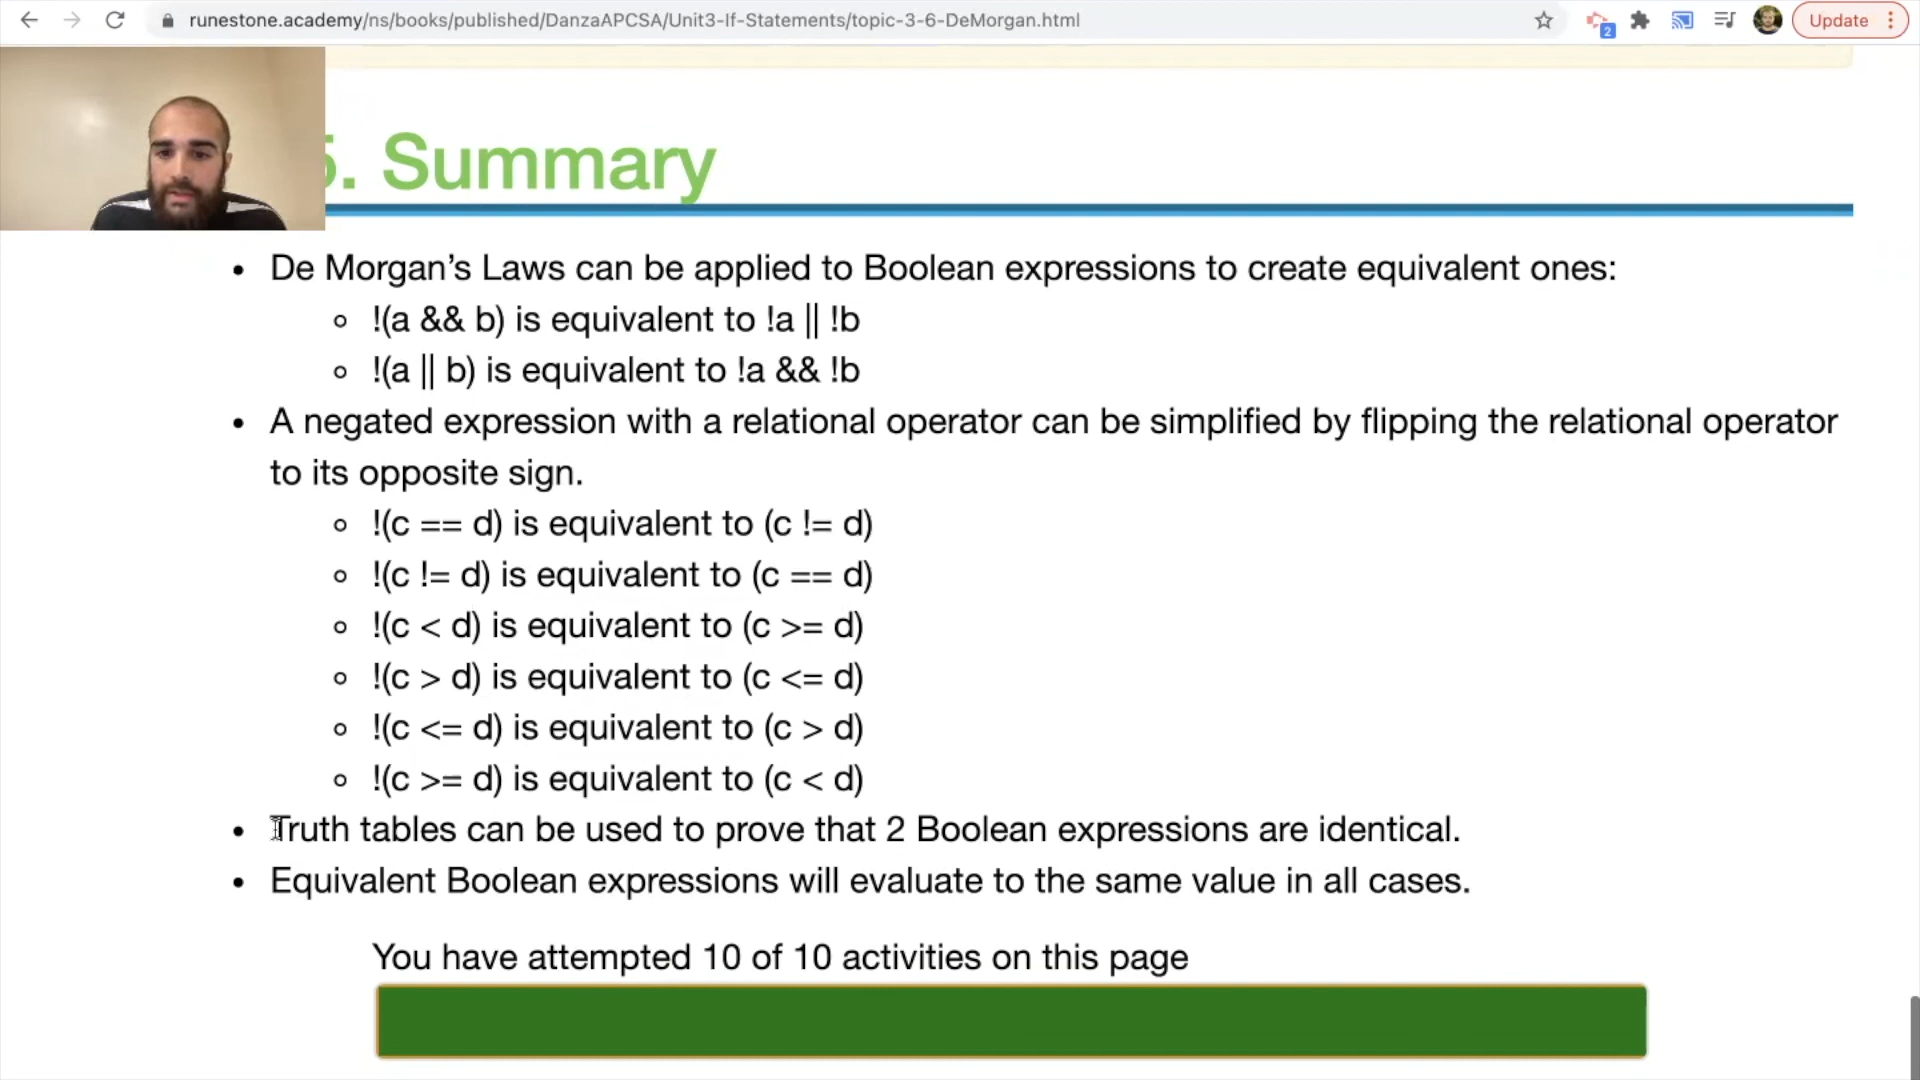 runestone.academy/ns/books/published/DanzaAPCSA/Unit3-If-Statements/topic-3-6-DeMorgan.html
2
Update
5. Summary
De Morgan’s Laws can be applied to Boolean expressions to create equivalent ones:
!(a && b) is equivalent to !a || !b
!(a || b) is equivalent to !a && !b
A negated expression with a relational operator can be simplified by flipping the relational operator
to its opposite sign.
!(c == d) is equivalent to (c != d)
!(c != d) is equivalent to (c == d)
!(c < d) is equivalent to (c >= d)
!(c > d) is equivalent to (c <= d)
!(c <= d) is equivalent to (c > d)
!(c >= d) is equivalent to (c < d)
Truth tables can be used to prove that 2 Boolean expressions are identical.
Equivalent Boolean expressions will evaluate to the same value in all cases.
You have attempted 10 of 10 activities on this page